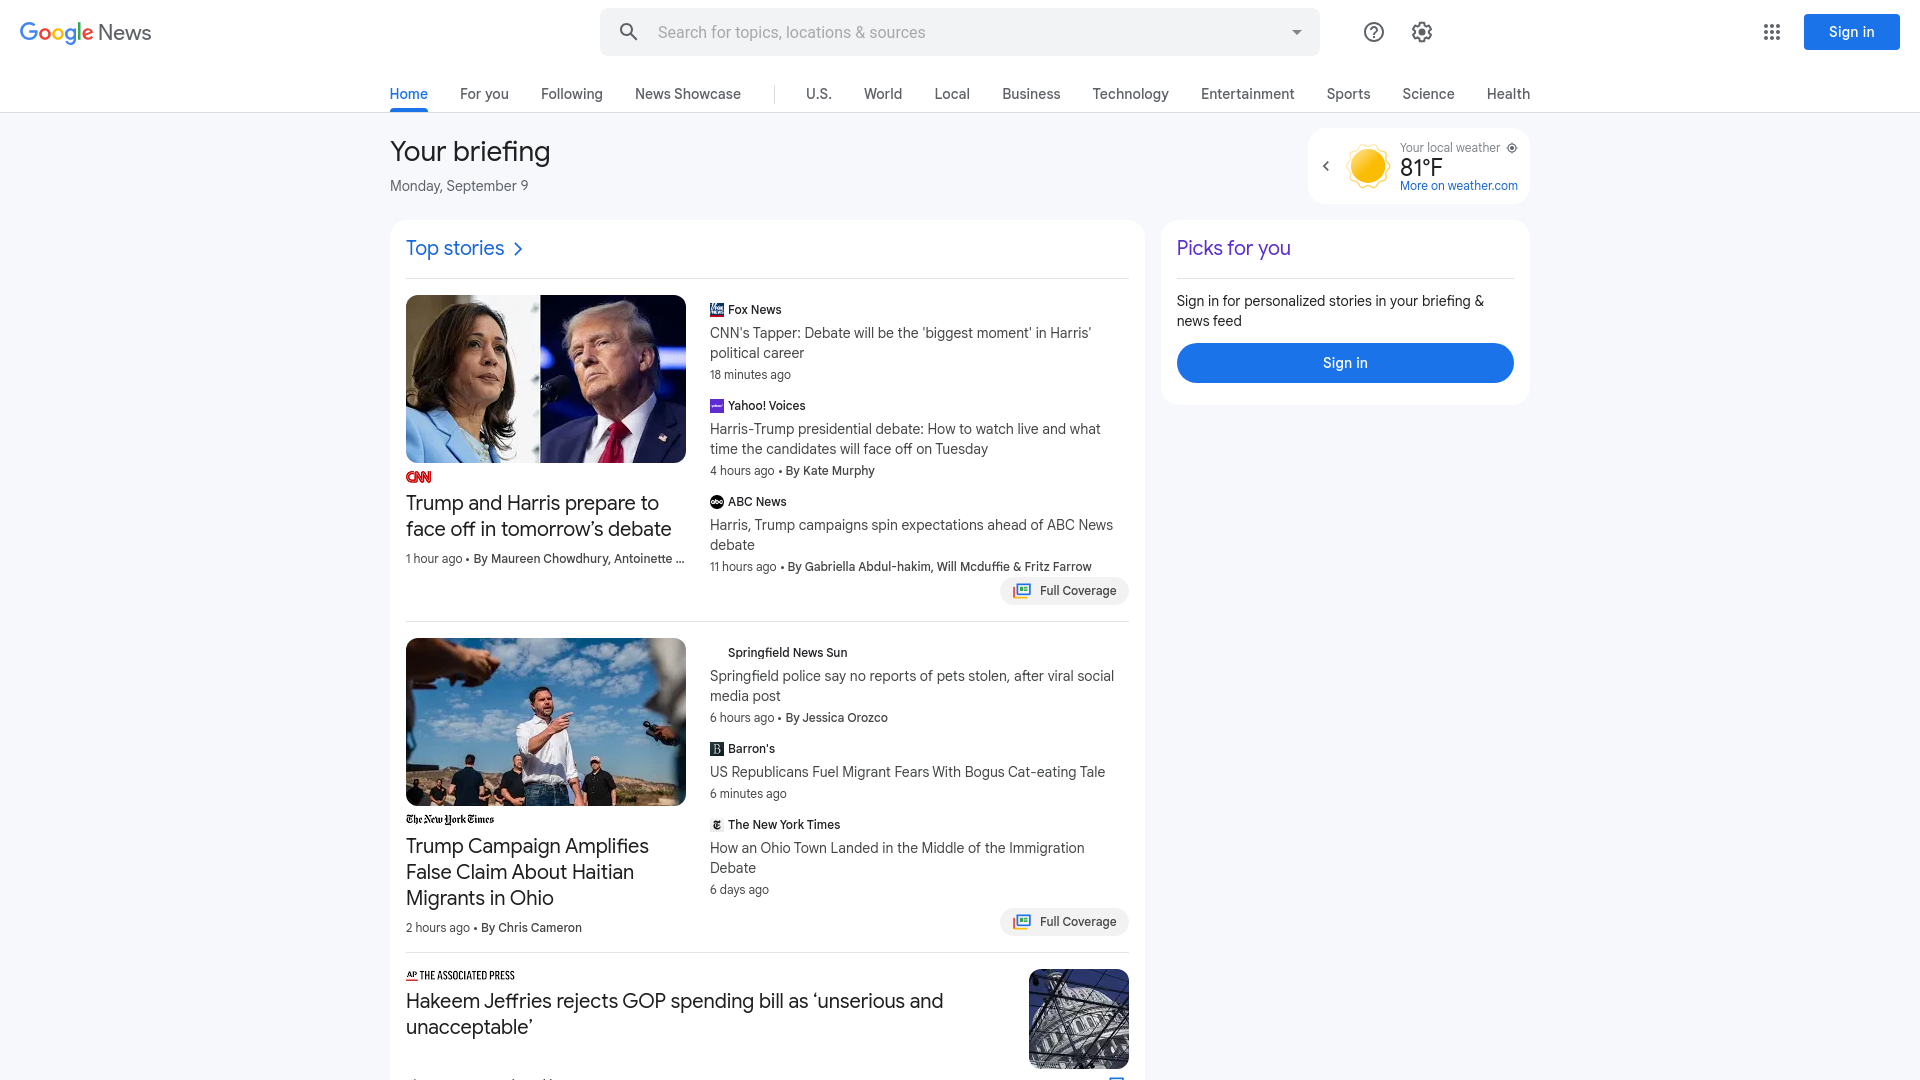 Google News
Search for topics, locations & sources
Sign in
Home
For you
Following
News Showcase
U.S.
World
Local
Business
Technology
Entertainment
Sports
Science
Health
Your briefing
Monday, September 9
Your local weather
81°F
More on weather.com
Top stories
CNN
Trump and Harris prepare to
face off in tomorrow’s debate
1 hour ago • By Maureen Chowdhury, Antoinette ...
Fox News
CNN's Tapper: Debate will be the 'biggest moment' in Harris'
political career
18 minutes ago
Yahoo! Voices
Harris-Trump presidential debate: How to watch live and what
time the candidates will face off on Tuesday
4 hours ago • By Kate Murphy
abc ABC News
Harris, Trump campaigns spin expectations ahead of ABC News
debate
11 hours ago • By Gabriella Abdul-hakim, Will Mcduffie & Fritz Farrow
Full Coverage
The New York Times
Trump Campaign Amplifies
False Claim About Haitian
Migrants in Ohio
2 hours ago • By Chris Cameron
Springfield News Sun
Springfield police say no reports of pets stolen, after viral social
media post
6 hours ago • By Jessica Orozco
B Barron's
US Republicans Fuel Migrant Fears With Bogus Cat-eating Tale
6 minutes ago
The New York Times
How an Ohio Town Landed in the Middle of the Immigration
Debate
6 days ago
Full Coverage
AP THE ASSOCIATED PRESS
Hakeem Jeffries rejects GOP spending bill as ‘unserious and
unacceptable’
Picks for you
Sign in for personalized stories in your briefing &
news feed
Sign in